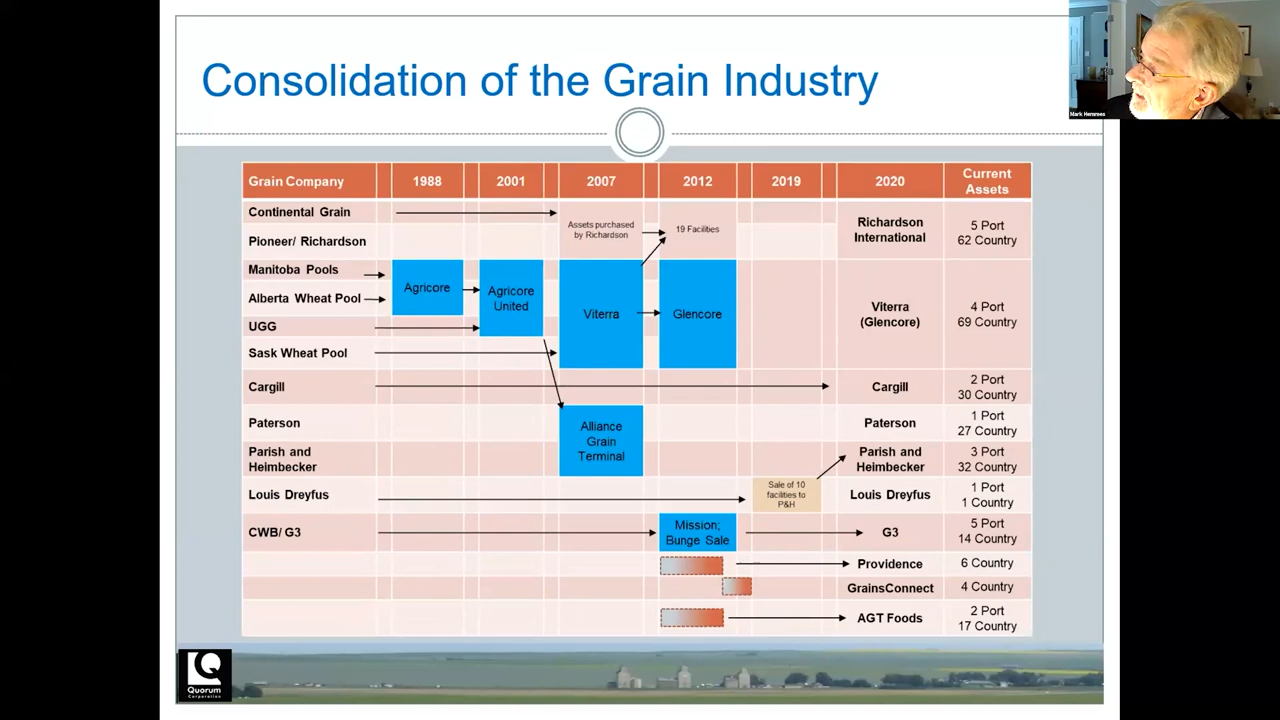 Consolidation of the Grain Industry
Mark Hemmes
Grain Company
1988
2001
2007
2012
2019
2020
Current
Assets
Continental Grain
Pioneer/ Richardson
Assets purchased
by Richardson
19 Facilities
Richardson
International
5 Port
62 Country
Manitoba Pools
Alberta Wheat Pool
UGG
Sask Wheat Pool
Agricore
Agricore
United
Viterra
Glencore
Viterra
(Glencore)
4 Port
69 Country
Cargill
Cargill
2 Port
30 Country
Paterson
Alliance
Grain
Terminal
Paterson
1 Port
27 Country
Parish and
Heimbecker
Parish and
Heimbecker
3 Port
32 Country
Louis Dreyfus
Sale of 10
facilities to
P&H
Louis Dreyfus
1 Port
1 Country
CWB/ G3
Mission;
Bunge Sale
G3
5 Port
14 Country
Providence
6 Country
GrainsConnect
4 Country
AGT Foods
2 Port
17 Country
Quorum
Corporation